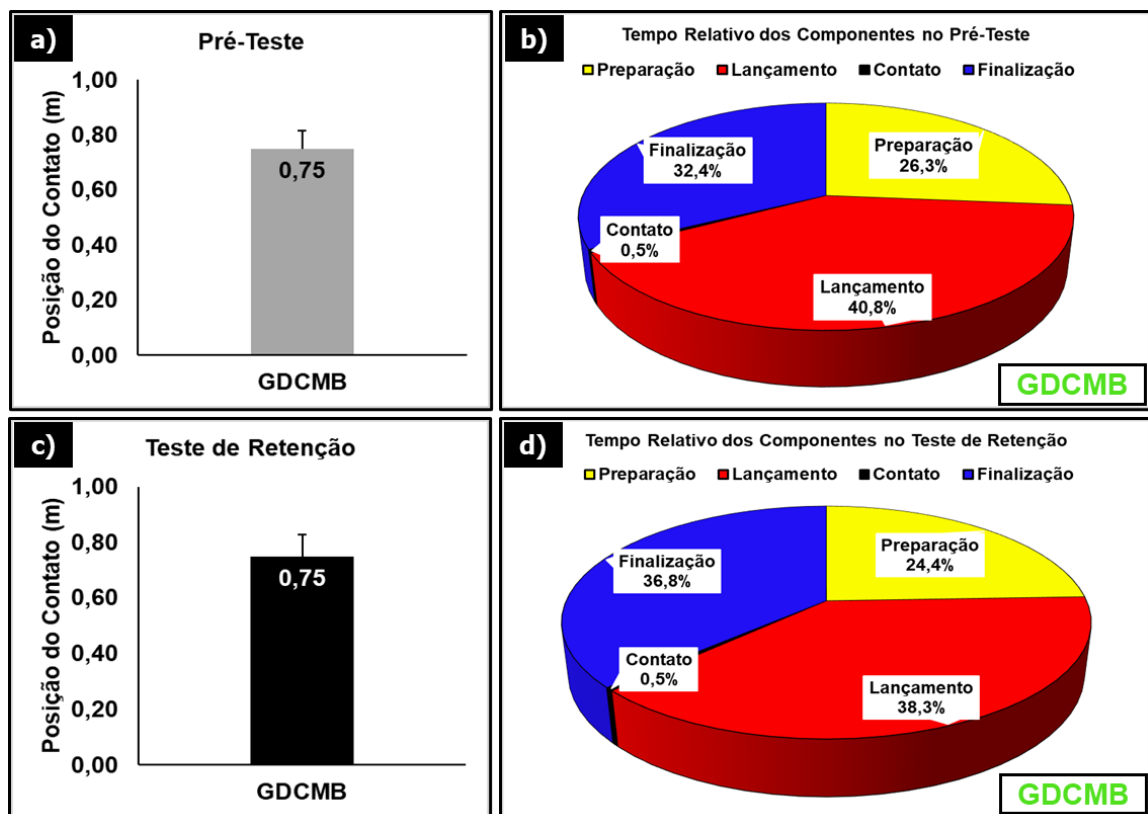 a)
Pré-Teste
Posição do Contato (m)
1,00
0,80
0,60
0,40
0,20
0,00
0,75
GDCMB
b)
Tempo Relativo dos Componentes no Pré-Teste
Preparação Lançamento Contato Finalização
Preparação
26,3%
Finalização
32,4%
Contato
0,5%
Lançamento
40,8%
GDCMB
c)
Teste de Retenção
Posição do Contato (m)
1,00
0,80
0,60
0,40
0,20
0,00
0,75
GDCMB
d)
Tempo Relativo dos Componentes no Teste de Retenção
Preparação Lançamento Contato Finalização
Preparação
24,4%
Finalização
36,8%
Contato
0,5%
Lançamento
38,3%
GDCMB